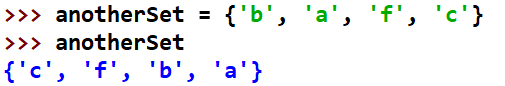 >>> anotherSet = {'b', 'a', 'f', 'c'}
>>> anotherSet
{'c', 'f', 'b', 'a'}